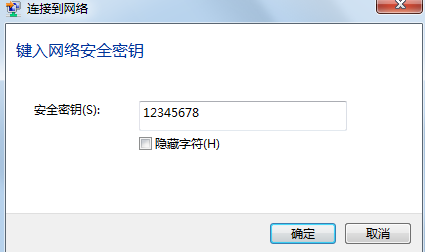 连接到网络
键入网络安全密钥
安全密钥(S):
12345678
隐藏字符(H)
确定
取消